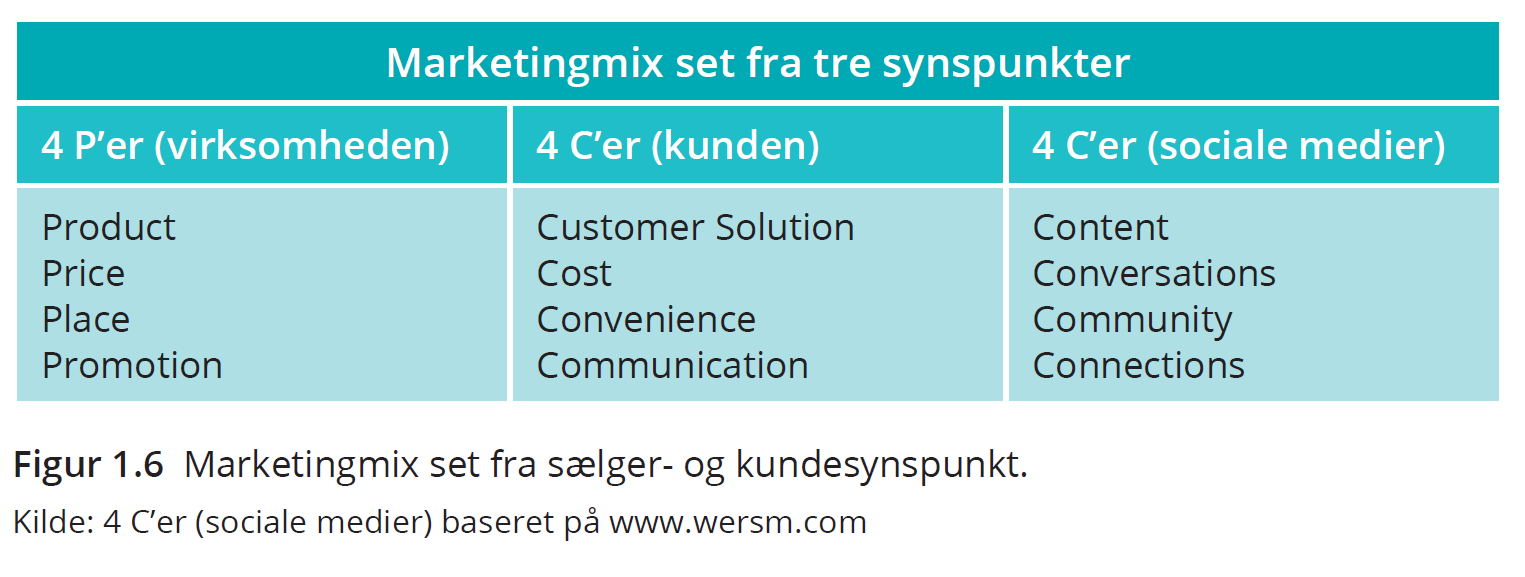 Marketingmix set fra tre synspunkter
4 P’er (virksomheden)
Product
Price
Place
Promotion
4 C’er (kunden)
Customer Solution
Cost
Convenience
Communication
4 C’er (sociale medier)
Content
Conversations
Community
Connections
Figur 1.6 Marketingmix set fra sælger- og kundesynspunkt.
Kilde: 4 C’er (sociale medier) baseret på www.wersm.com